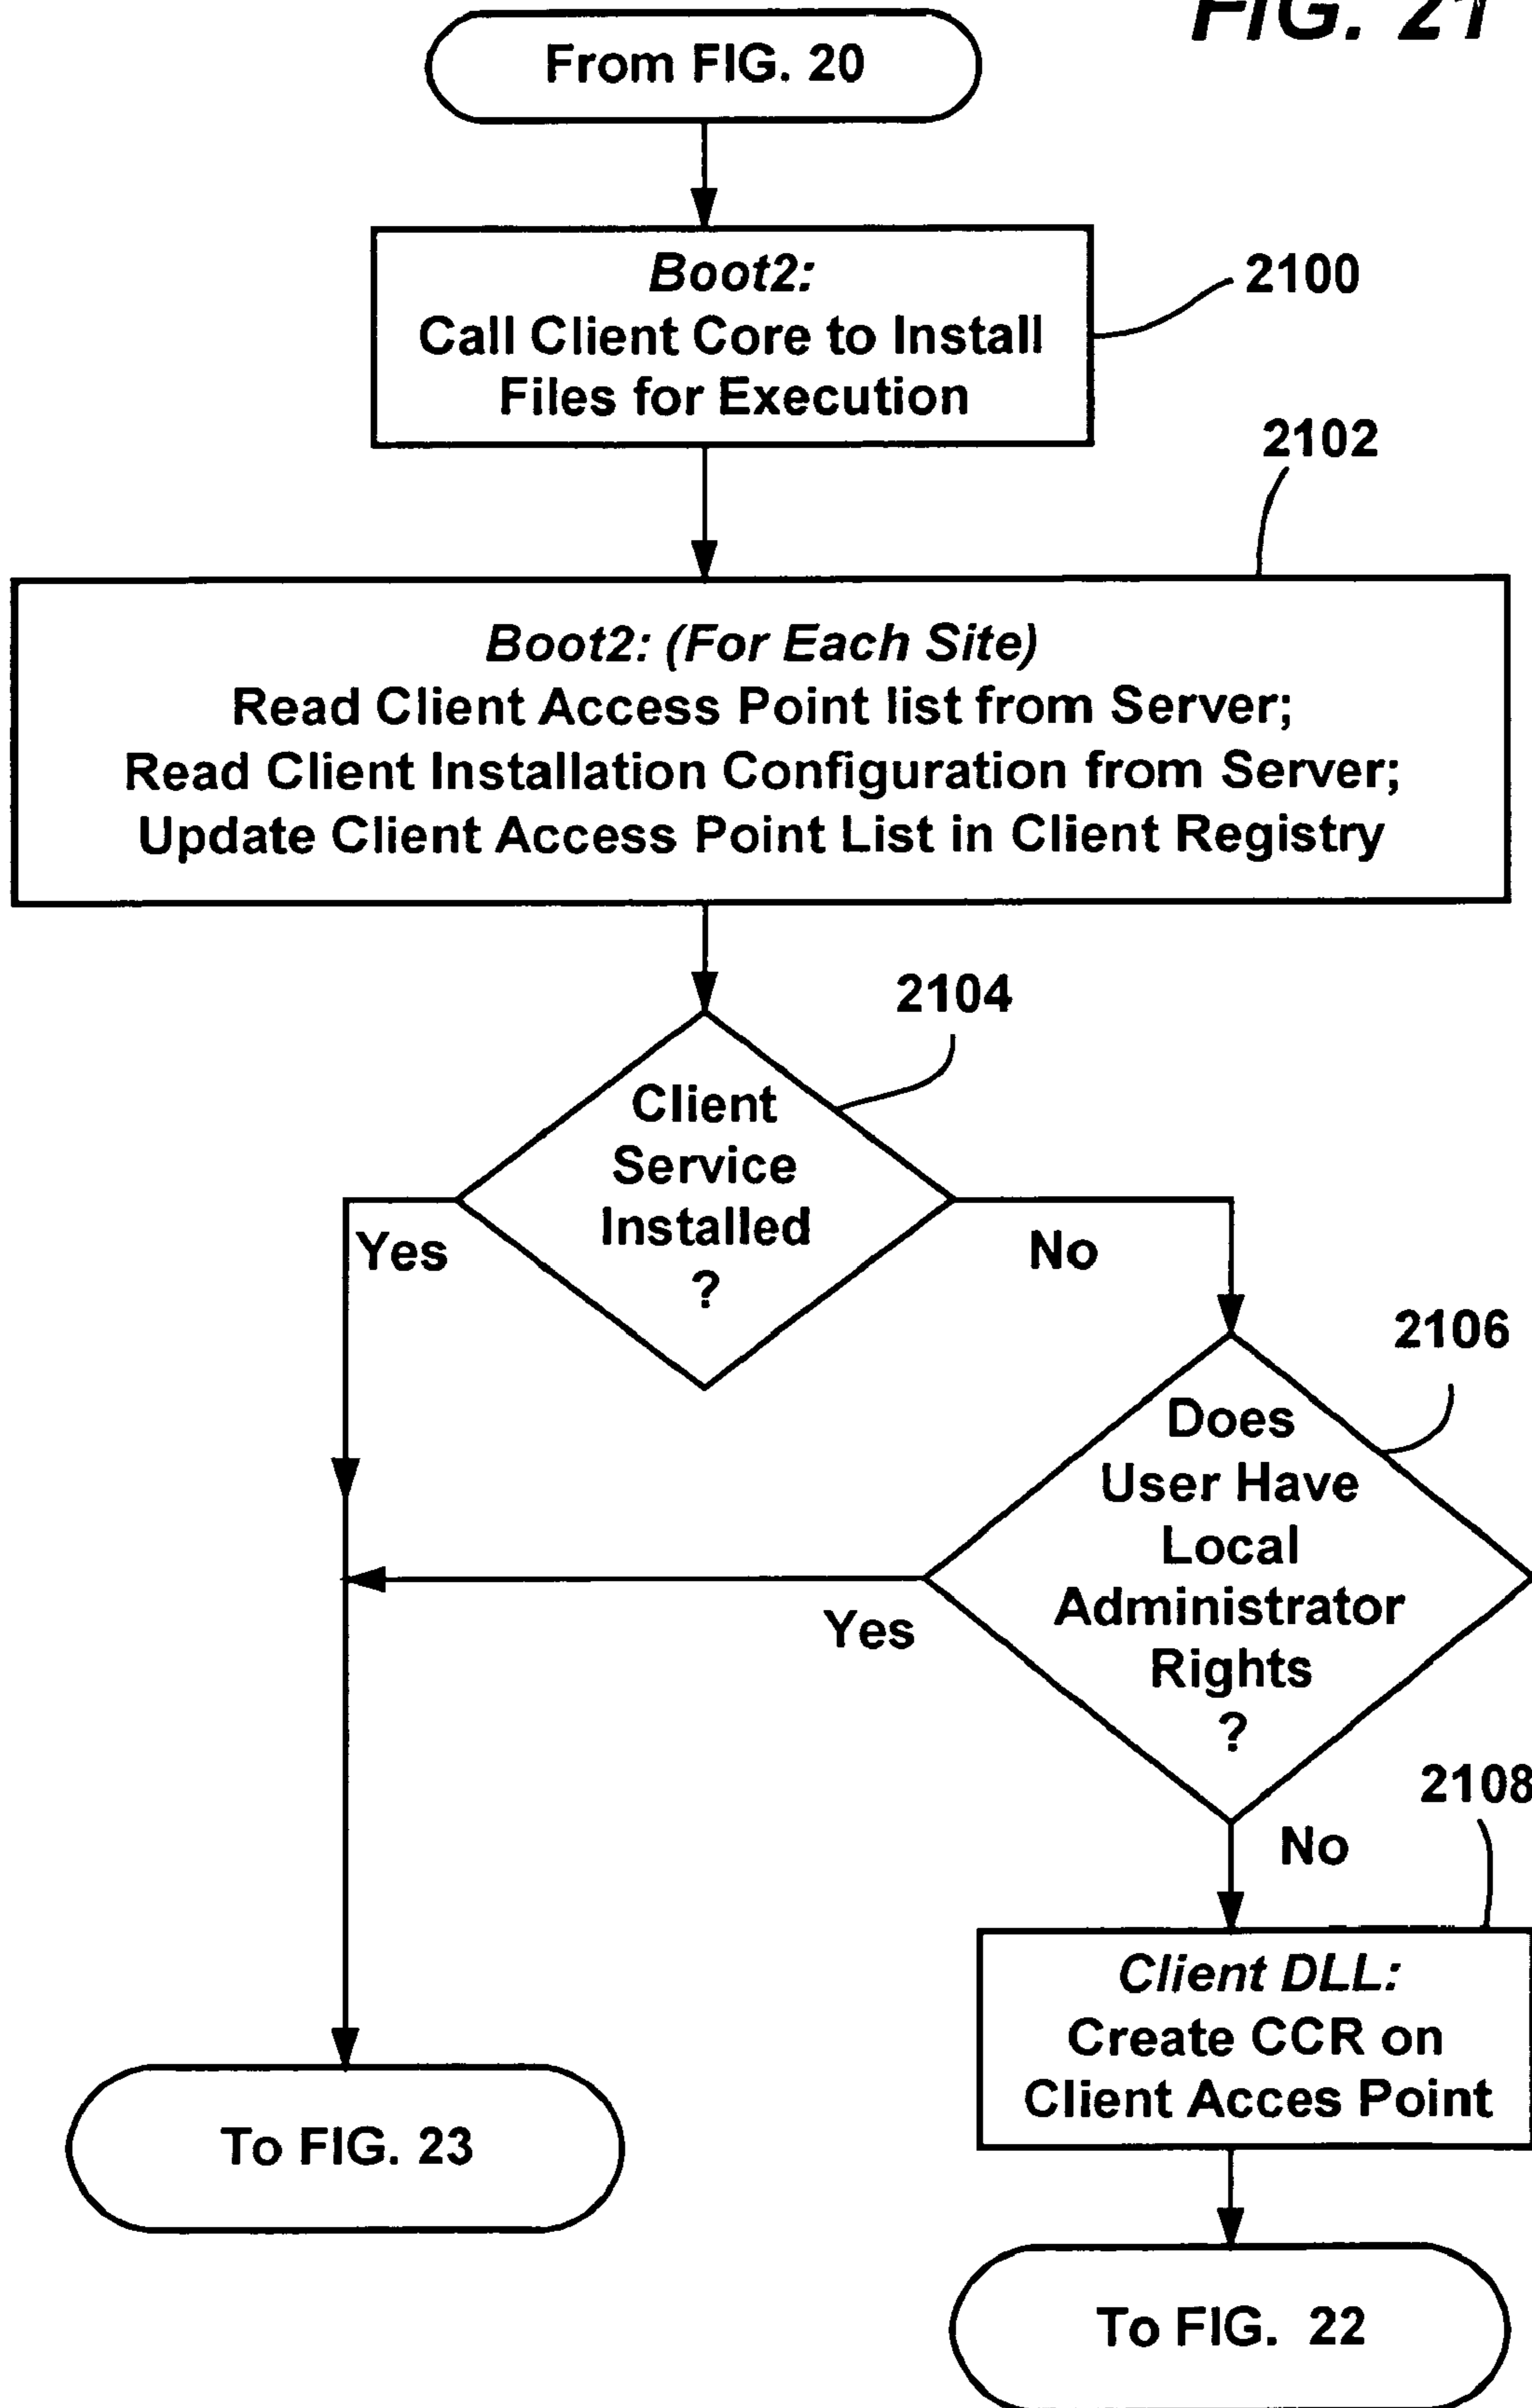 FIG. 21
From FIG. 20
Boot2:
Call Client Core to Install
Files for Execution
2100
2102
Boot2: (For Each Site)
Read Client Access Point list from Server;
Read Client Installation Configuration from Server;
Update Client Access Point List in Client Registry
2104
Client
Service
Installed
?
Yes
No
2106
Does
User Have
Local
Administrator
Rights
?
Yes
No
2108
Client DLL:
Create CCR on
Client Acces Point
To FIG. 23
To FIG. 22